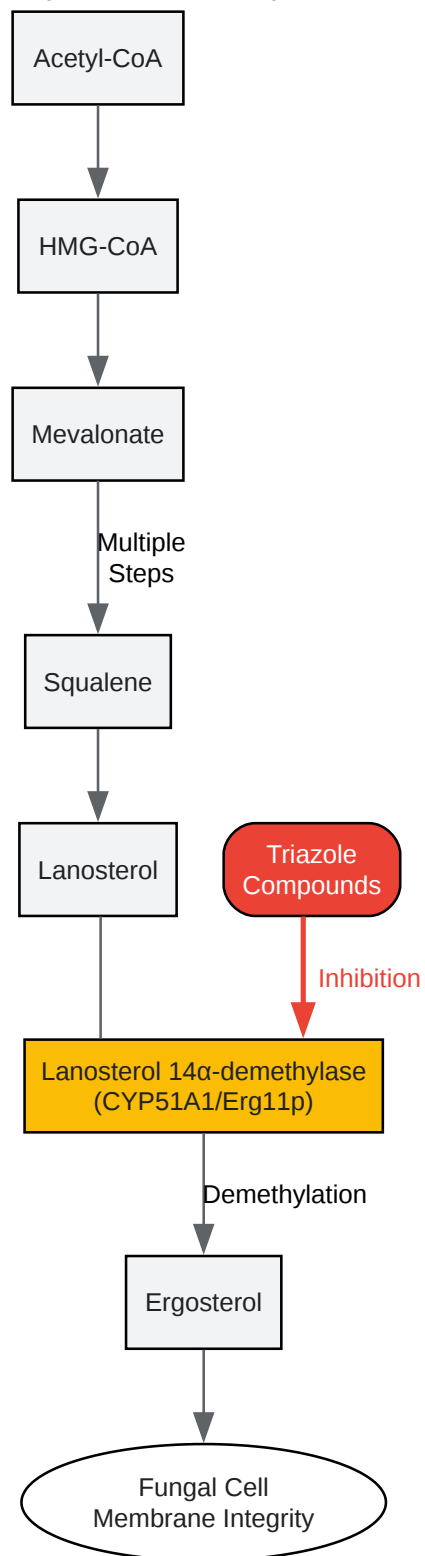 Acetyl-CoA
HMG-CoA
Mevalonate
Multiple
Steps
Squalene
Lanosterol
Triazole
Compounds
Inhibition
Lanosterol 14α-demethylase
(CYP51A1/Erg11p)
Demethylation
Ergosterol
Fungal Cell
Membrane Integrity